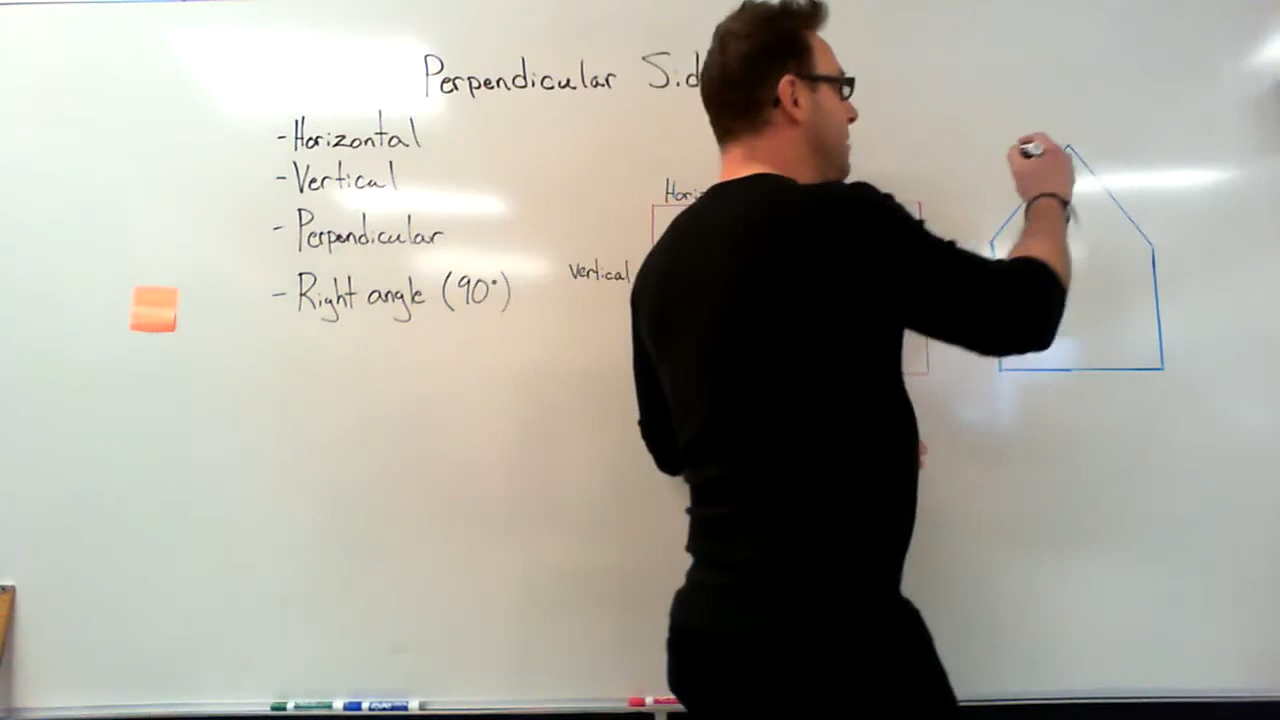 Perpendicular
- Horizontal
- Vertical
- Perpendicular
- Right angle (90°)
Vertical